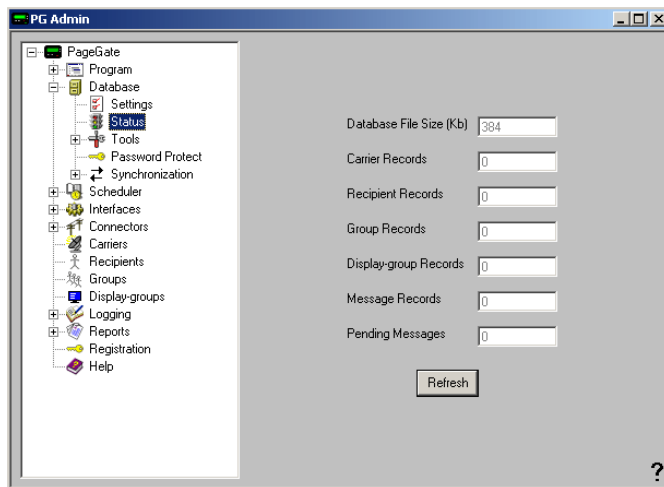 PG Admin
PageGate
Program
Database
Settings
Status
Tools
Password Protect
Synchronization
Scheduler
Interfaces
Connectors
Carriers
Recipients
Groups
Display-groups
Logging
Reports
Registration
Help
Database File Size (Kb) 384
Carrier Records 0
Recipient Records 0
Group Records 0
Display-group Records 0
Message Records 0
Pending Messages 0
Refresh
?